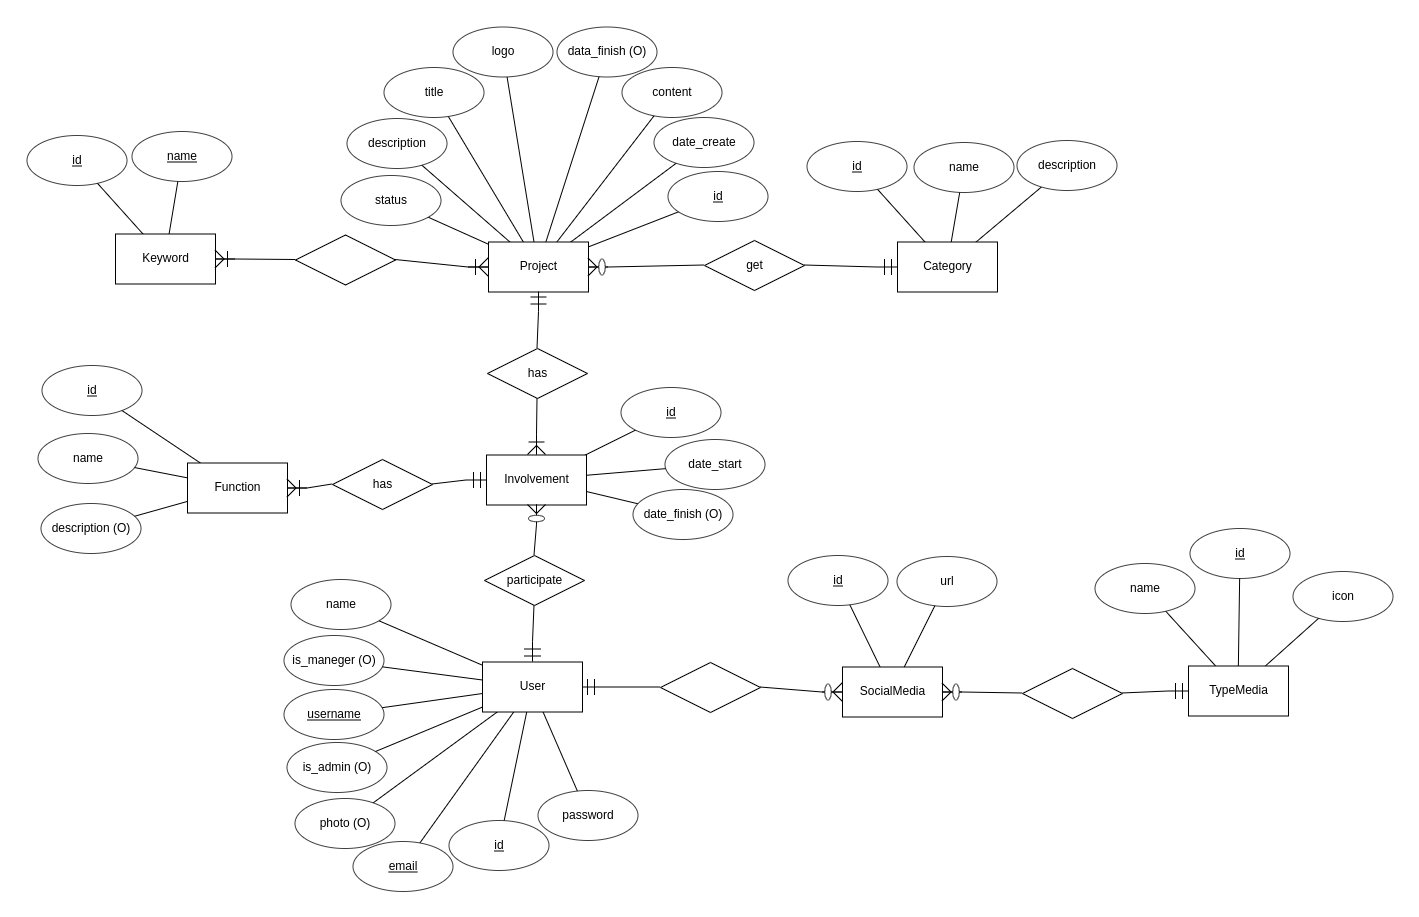 logo
data_finish (O)
title
content
description
date_create
status
id
id
name
id
name
description
Keyword
Project
get
Category
has
id
name
description (O)
Function
has
Involvement
id
date_start
date_finish (O)
participate
name
is_maneger (O)
username
is_admin (O)
photo (O)
email
id
password
User
id
url
SocialMedia
name
id
icon
TypeMedia